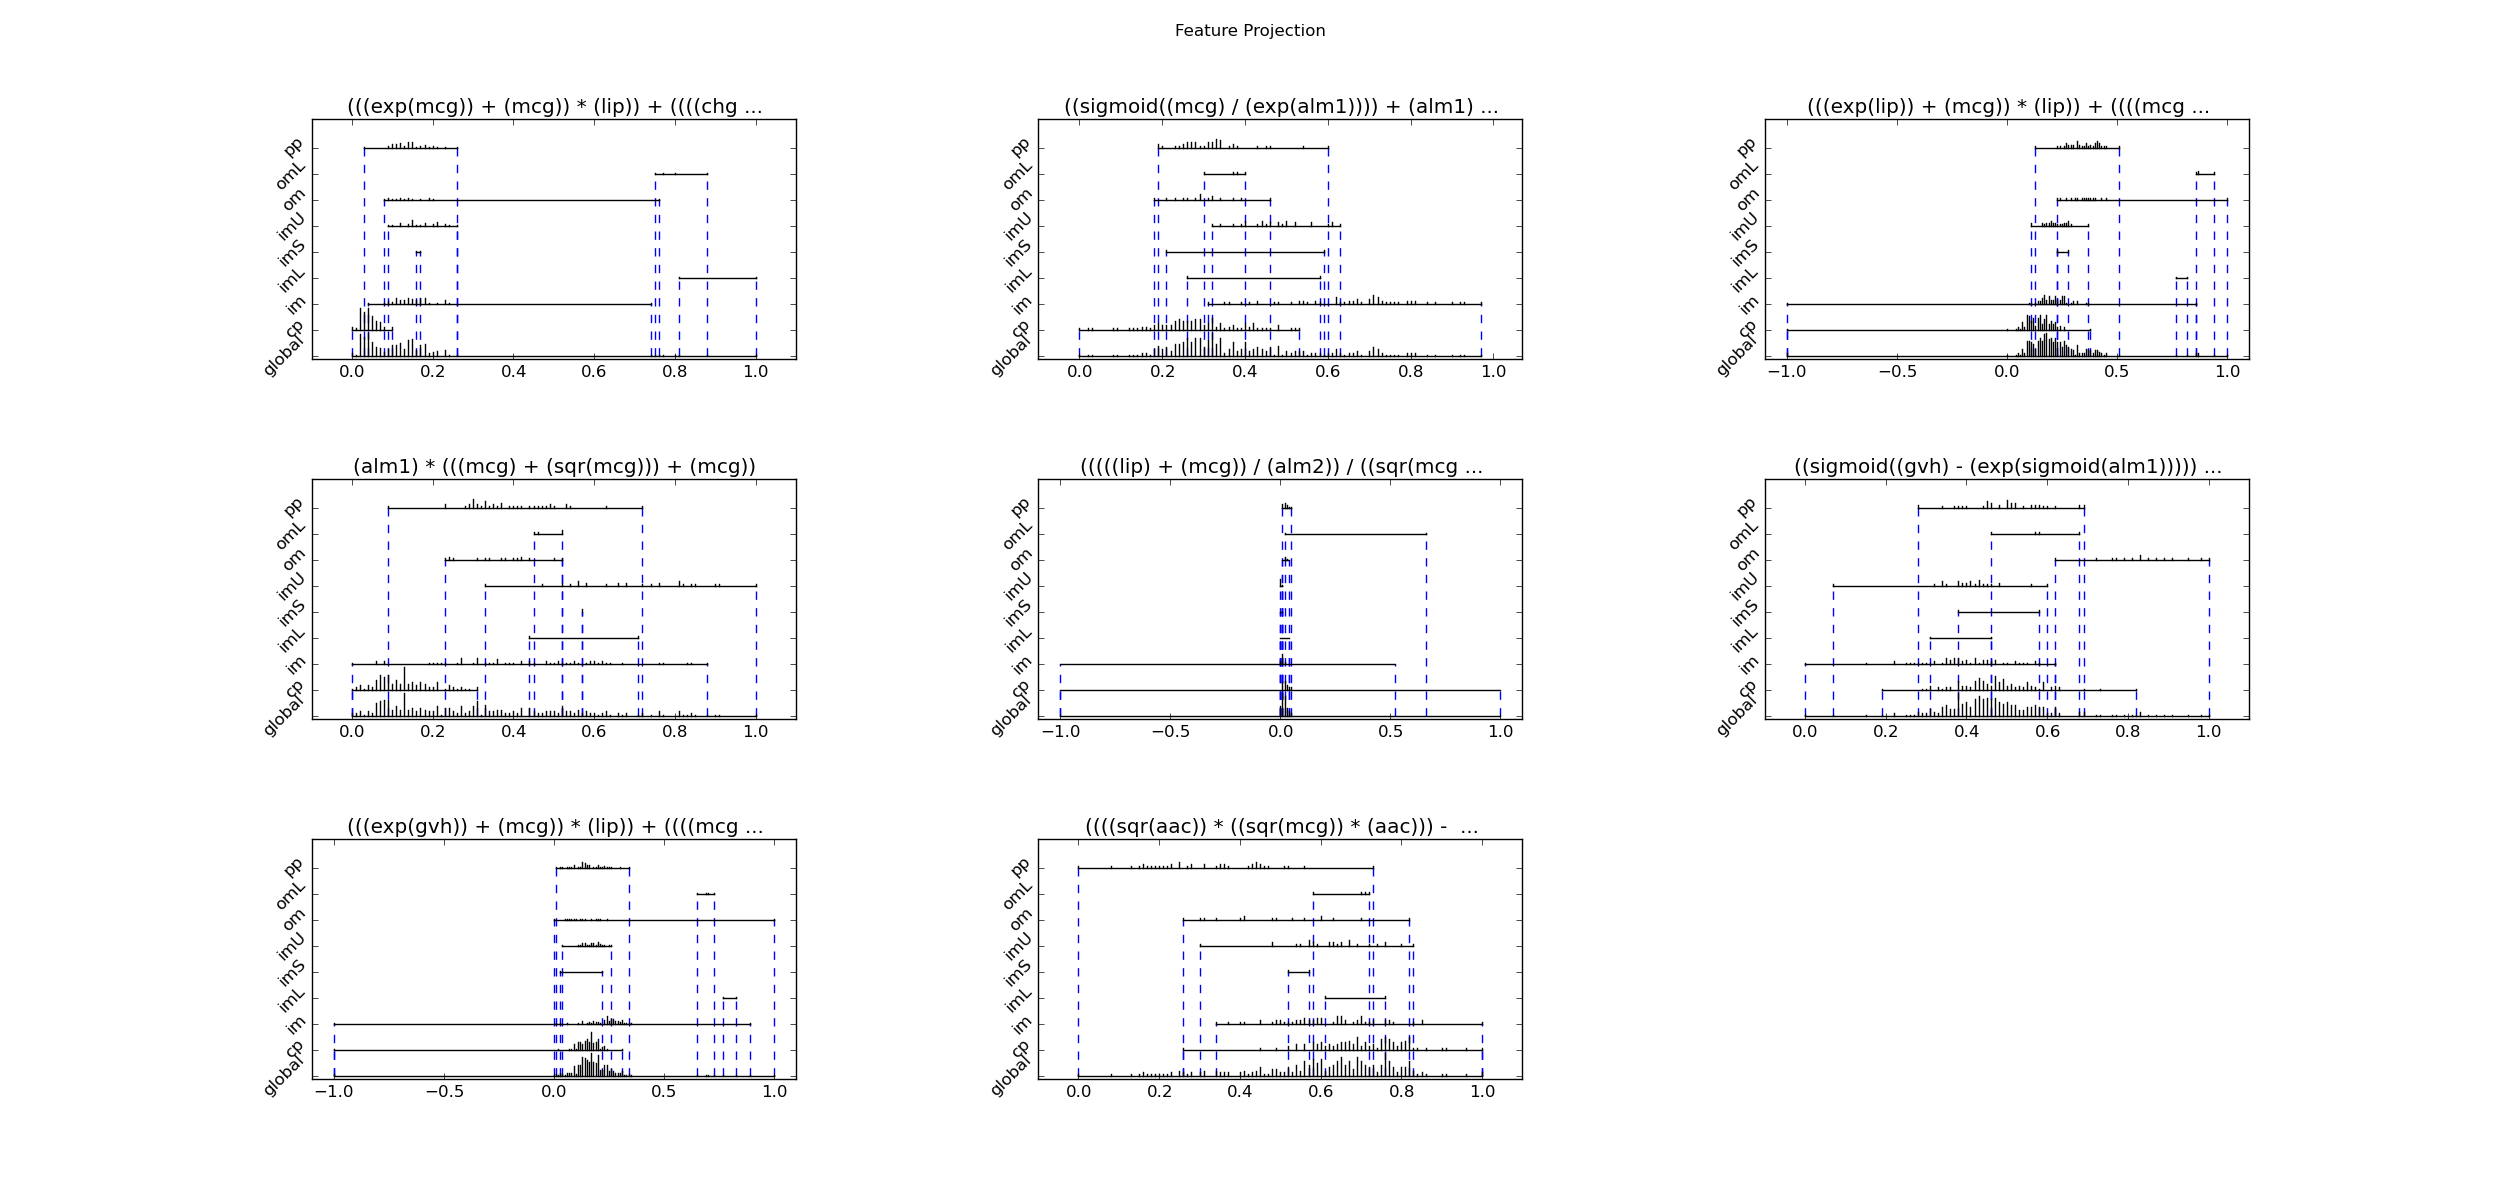 Feature Projection
(((exp(mcg)) + (mcg)) * (lip)) + ((((chg ...
pp
omL
om
imU
imS
imL
im
cp
global
0.0 0.2 0.4 0.6 0.8 1.0
((sigmoid((mcg) / (exp(alm1)))) + (alm1) ...
pp
omL
om
imU
imS
imL
im
cp
global
0.0 0.2 0.4 0.6 0.8 1.0
(((exp(lip)) + (mcg)) * (lip)) + ((((mcg ...
pp
omL
om
imU
imS
imL
im
cp
global
−1.0 −0.5 0.0 0.5 1.0
(alm1) * (((mcg) + (sqr(mcg))) + (mcg))
pp
omL
om
imU
imS
imL
im
cp
global
0.0 0.2 0.4 0.6 0.8 1.0
(((((lip) + (mcg)) / (alm2)) / ((sqr(mcg ...
pp
omL
om
imU
imS
imL
im
cp
global
−1.0 −0.5 0.0 0.5 1.0
((sigmoid((gvh) - (exp(sigmoid(alm1))))) ...
pp
omL
om
imU
imS
imL
im
cp
global
0.0 0.2 0.4 0.6 0.8 1.0
(((exp(gvh)) + (mcg)) * (lip)) + ((((mcg ...
pp
omL
om
imU
imS
imL
im
cp
global
−1.0 −0.5 0.0 0.5 1.0
((((sqr(aac)) * ((sqr(mcg)) * (aac))) -  ...
pp
omL
om
imU
imS
imL
im
cp
global
0.0 0.2 0.4 0.6 0.8 1.0